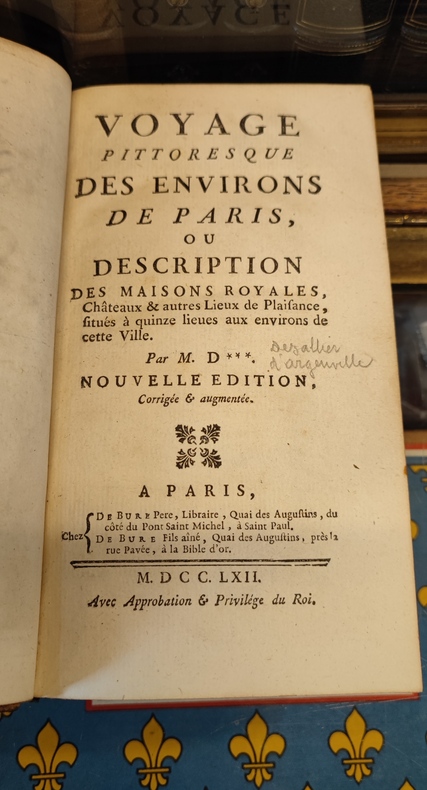 VOYAGE
PITTORESQUE
DES ENVIRONS
DE PARIS,
OU
DESCRIPTION
DES MAISONS ROYALES,
Châteaux & autres Lieux de Plaiſance,
ſitués à quinze lieues aux environs de
cette Ville.
Par M. D***.
Dezallier
d'argenville
NOUVELLE EDITION,
Corrigée & augmentée.
A PARIS,
Chez { DE BURE Pere, Libraire, Quai des Auguſtins, du
côté du Pont Saint Michel, à Saint Paul.
DE BURE Fils aîné, Quai des Auguſtins, près la
rue Pavée, à la Bible d'or.
M. DCC. LXII.
Avec Approbation & Privilége du Roi.
VOYAGE